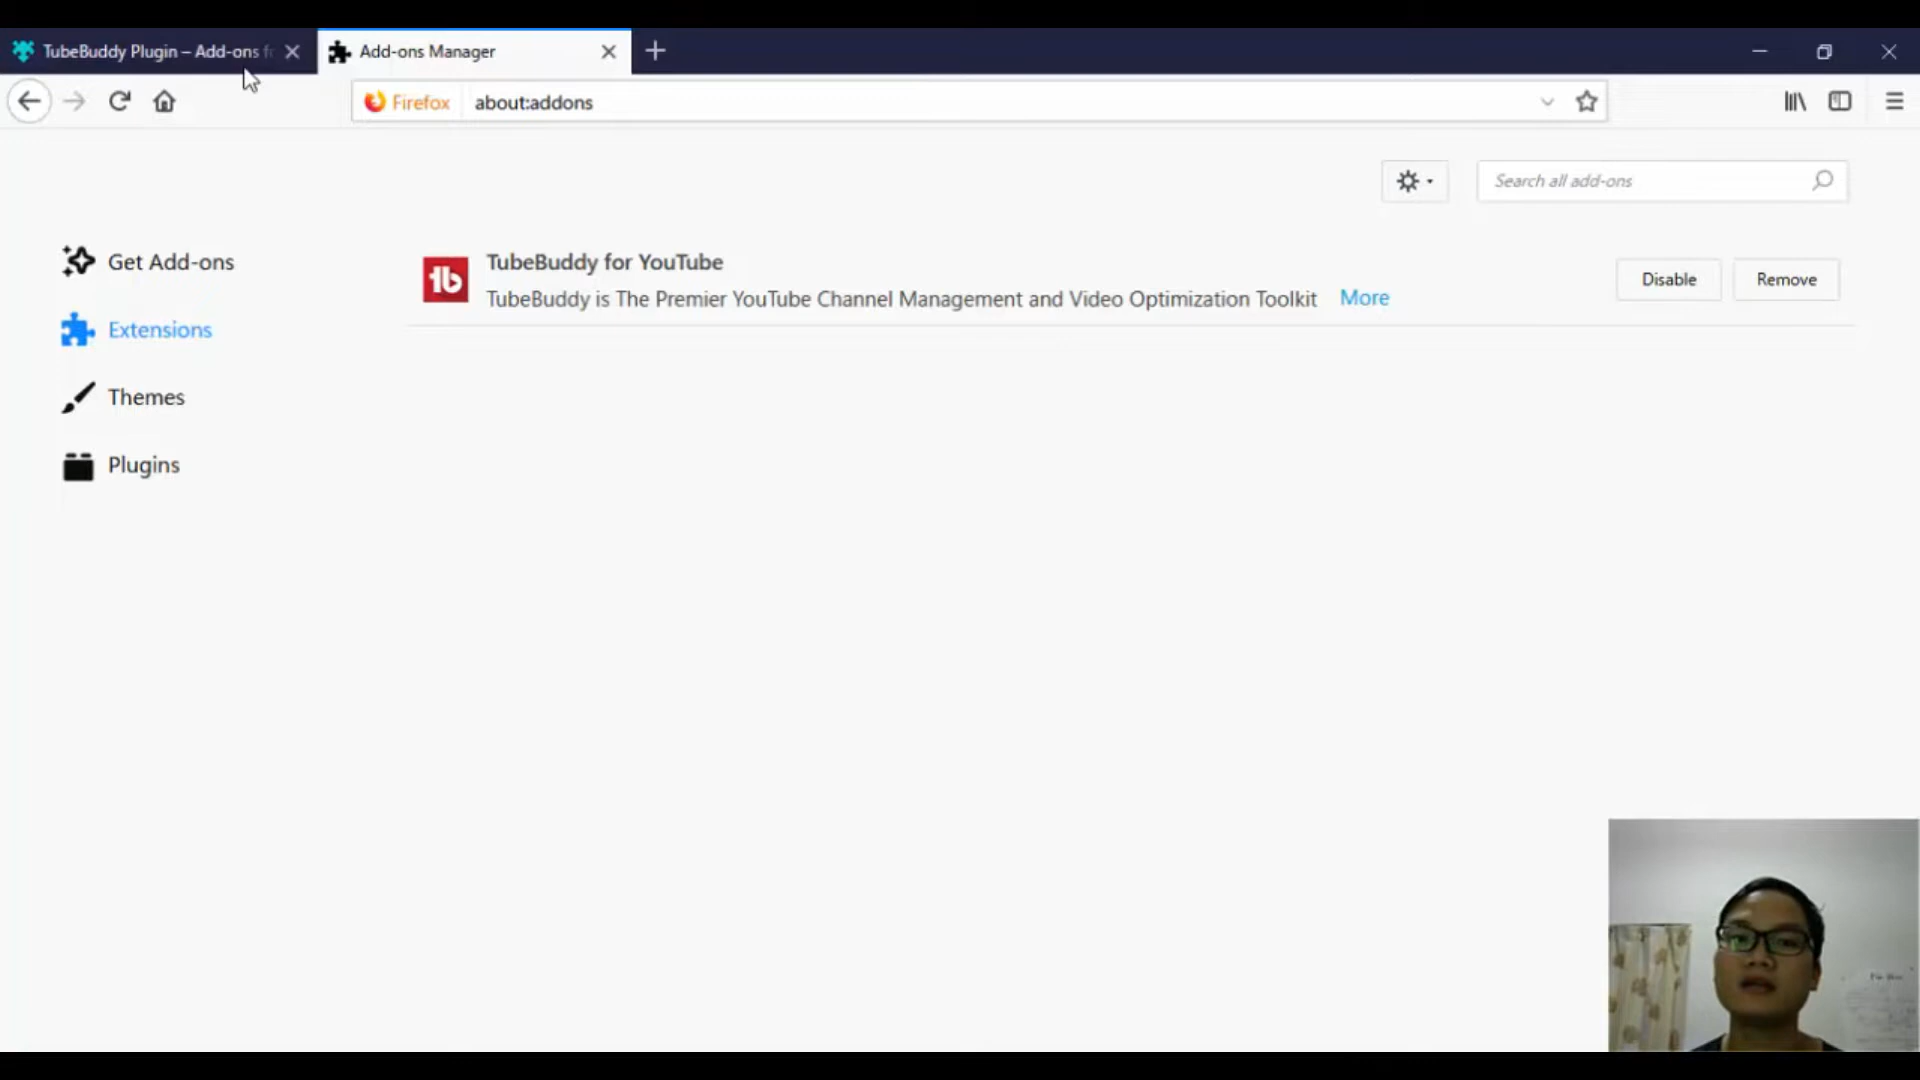 TubeBuddy Plugin – Add-ons f
Add-ons Manager
Firefox
about:addons
Search all add-ons
Get Add-ons
Extensions
Themes
Plugins
tb
TubeBuddy for YouTube
TubeBuddy is The Premier YouTube Channel Management and Video Optimization Toolkit More
Disable
Remove